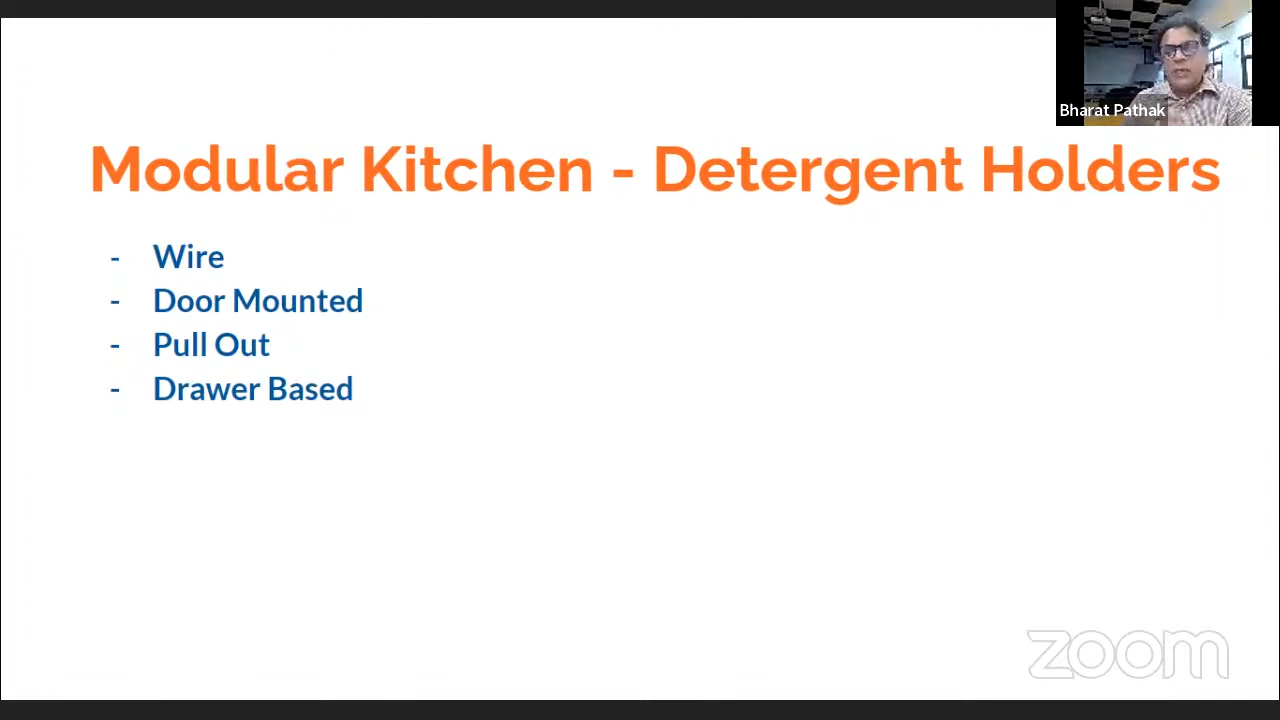 Bharat Pathak
Modular Kitchen - Detergent Holders
- Wire
- Door Mounted
- Pull Out
- Drawer Based
zoom